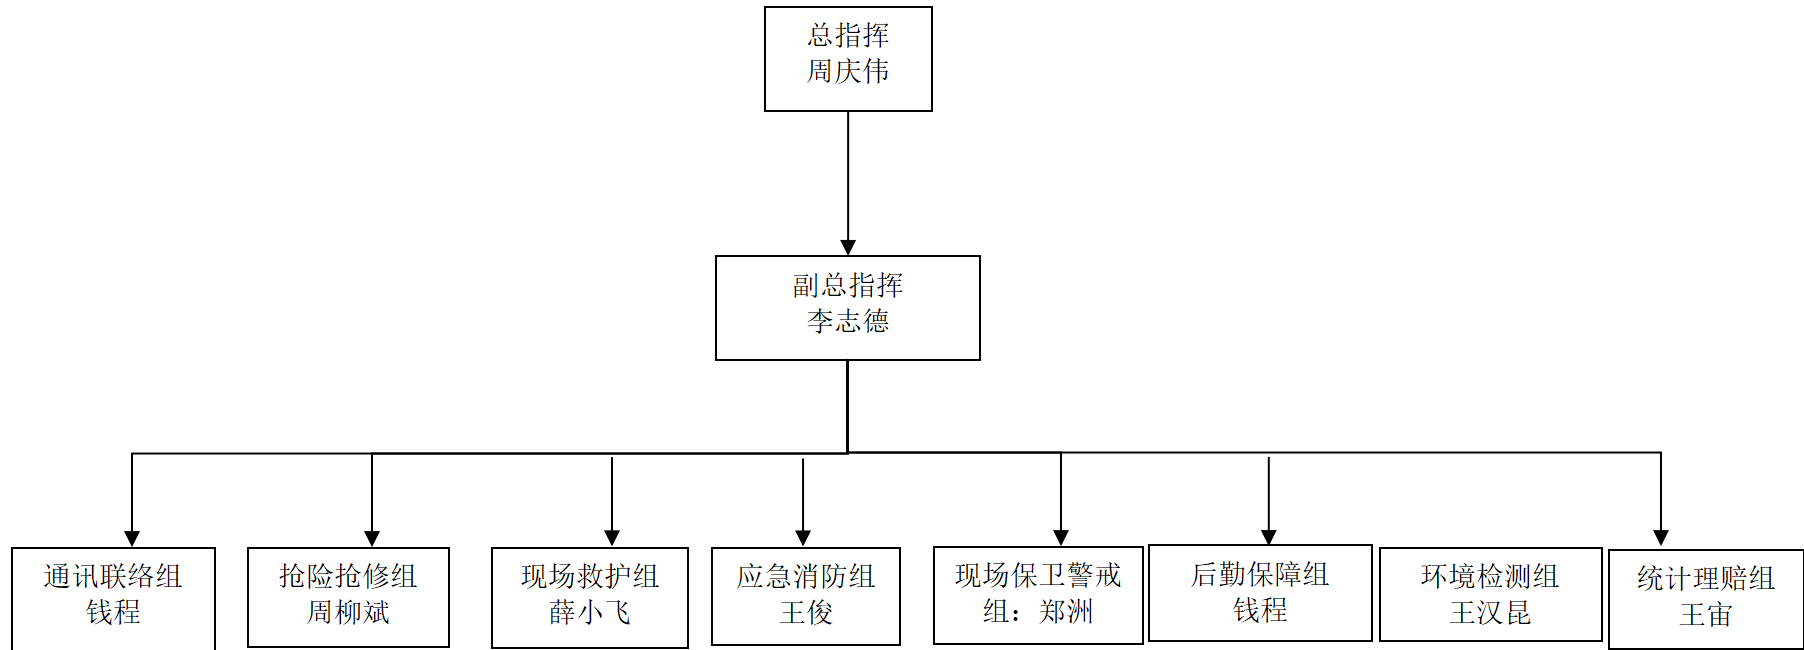 总指挥
周庆伟
副总指挥
李志德
通讯联络组
钱程
抢险抢修组
周柳斌
现场救护组
薛小飞
应急消防组
王俊
现场保卫警戒
组：郑洲
后勤保障组
钱程
环境检测组
王汉昆
统计理赔组
王宙